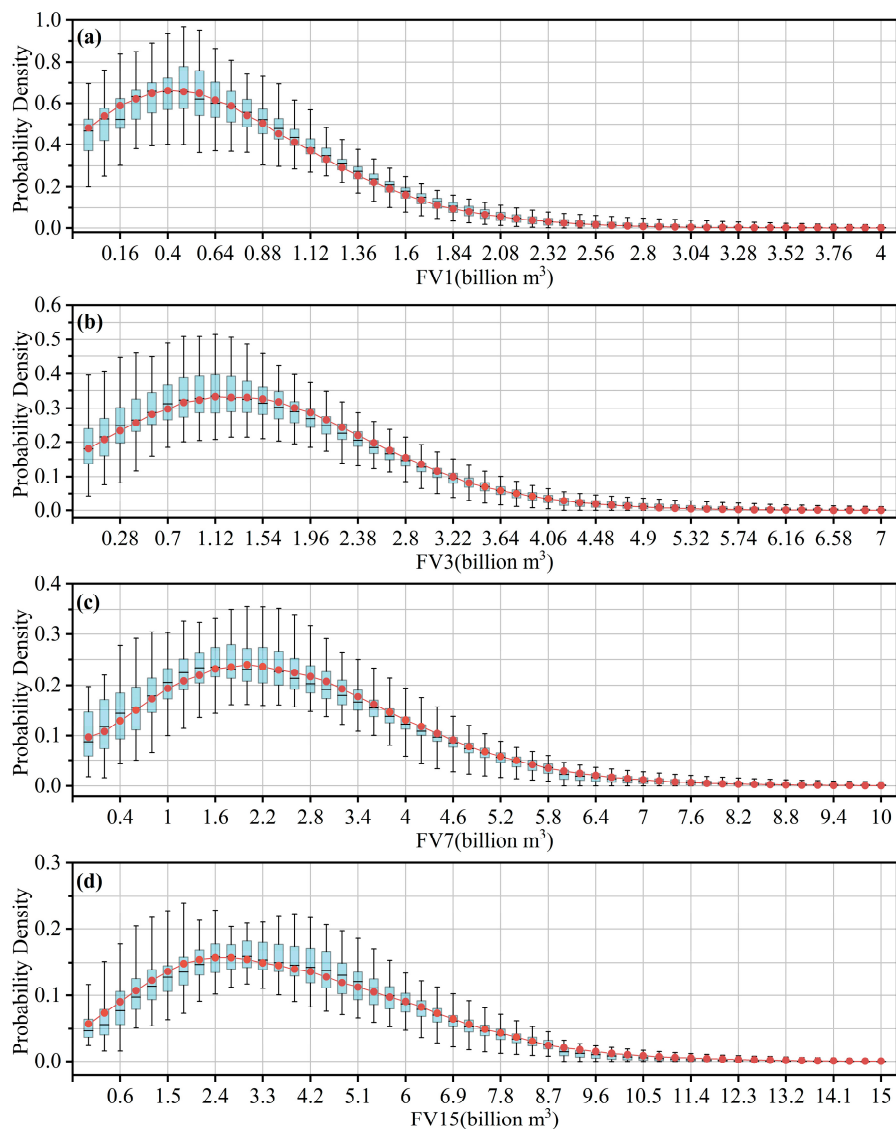 (a)
Probability Density
1.0
0.8
0.6
0.4
0.2
0.0
0.16 0.4 0.64 0.88 1.12 1.36 1.6 1.84 2.08 2.32 2.56 2.8 3.04 3.28 3.52 3.76 4
FV1(billion m³)
(b)
Probability Density
0.6
0.5
0.4
0.3
0.2
0.1
0.0
0.28 0.7 1.12 1.54 1.96 2.38 2.8 3.22 3.64 4.06 4.48 4.9 5.32 5.74 6.16 6.58 7
FV3(billion m³)
(c)
Probability Density
0.4
0.3
0.2
0.1
0.0
0.4 1 1.6 2.2 2.8 3.4 4 4.6 5.2 5.8 6.4 7 7.6 8.2 8.8 9.4 10
FV7(billion m³)
(d)
Probability Density
0.3
0.2
0.1
0.0
0.6 1.5 2.4 3.3 4.2 5.1 6 6.9 7.8 8.7 9.6 10.5 11.4 12.3 13.2 14.1 15
FV15(billion m³)